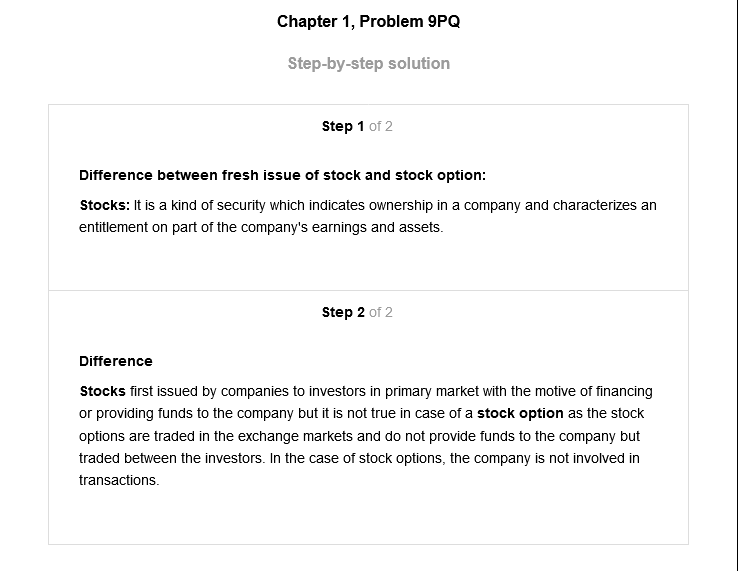 Chapter 1, Problem 9PQ
Step-by-step solution
Step 1 of 2
Difference between fresh issue of stock and stock option:
Stocks: It is a kind of security which indicates ownership in a company and characterizes an
entitlement on part of the company's earnings and assets.
Step 2 of 2
Difference
Stocks first issued by companies to investors in primary market with the motive of financing
or providing funds to the company but it is not true in case of a stock option as the stock
options are traded in the exchange markets and do not provide funds to the company but
traded between the investors. In the case of stock options, the company is not involved in
transactions.